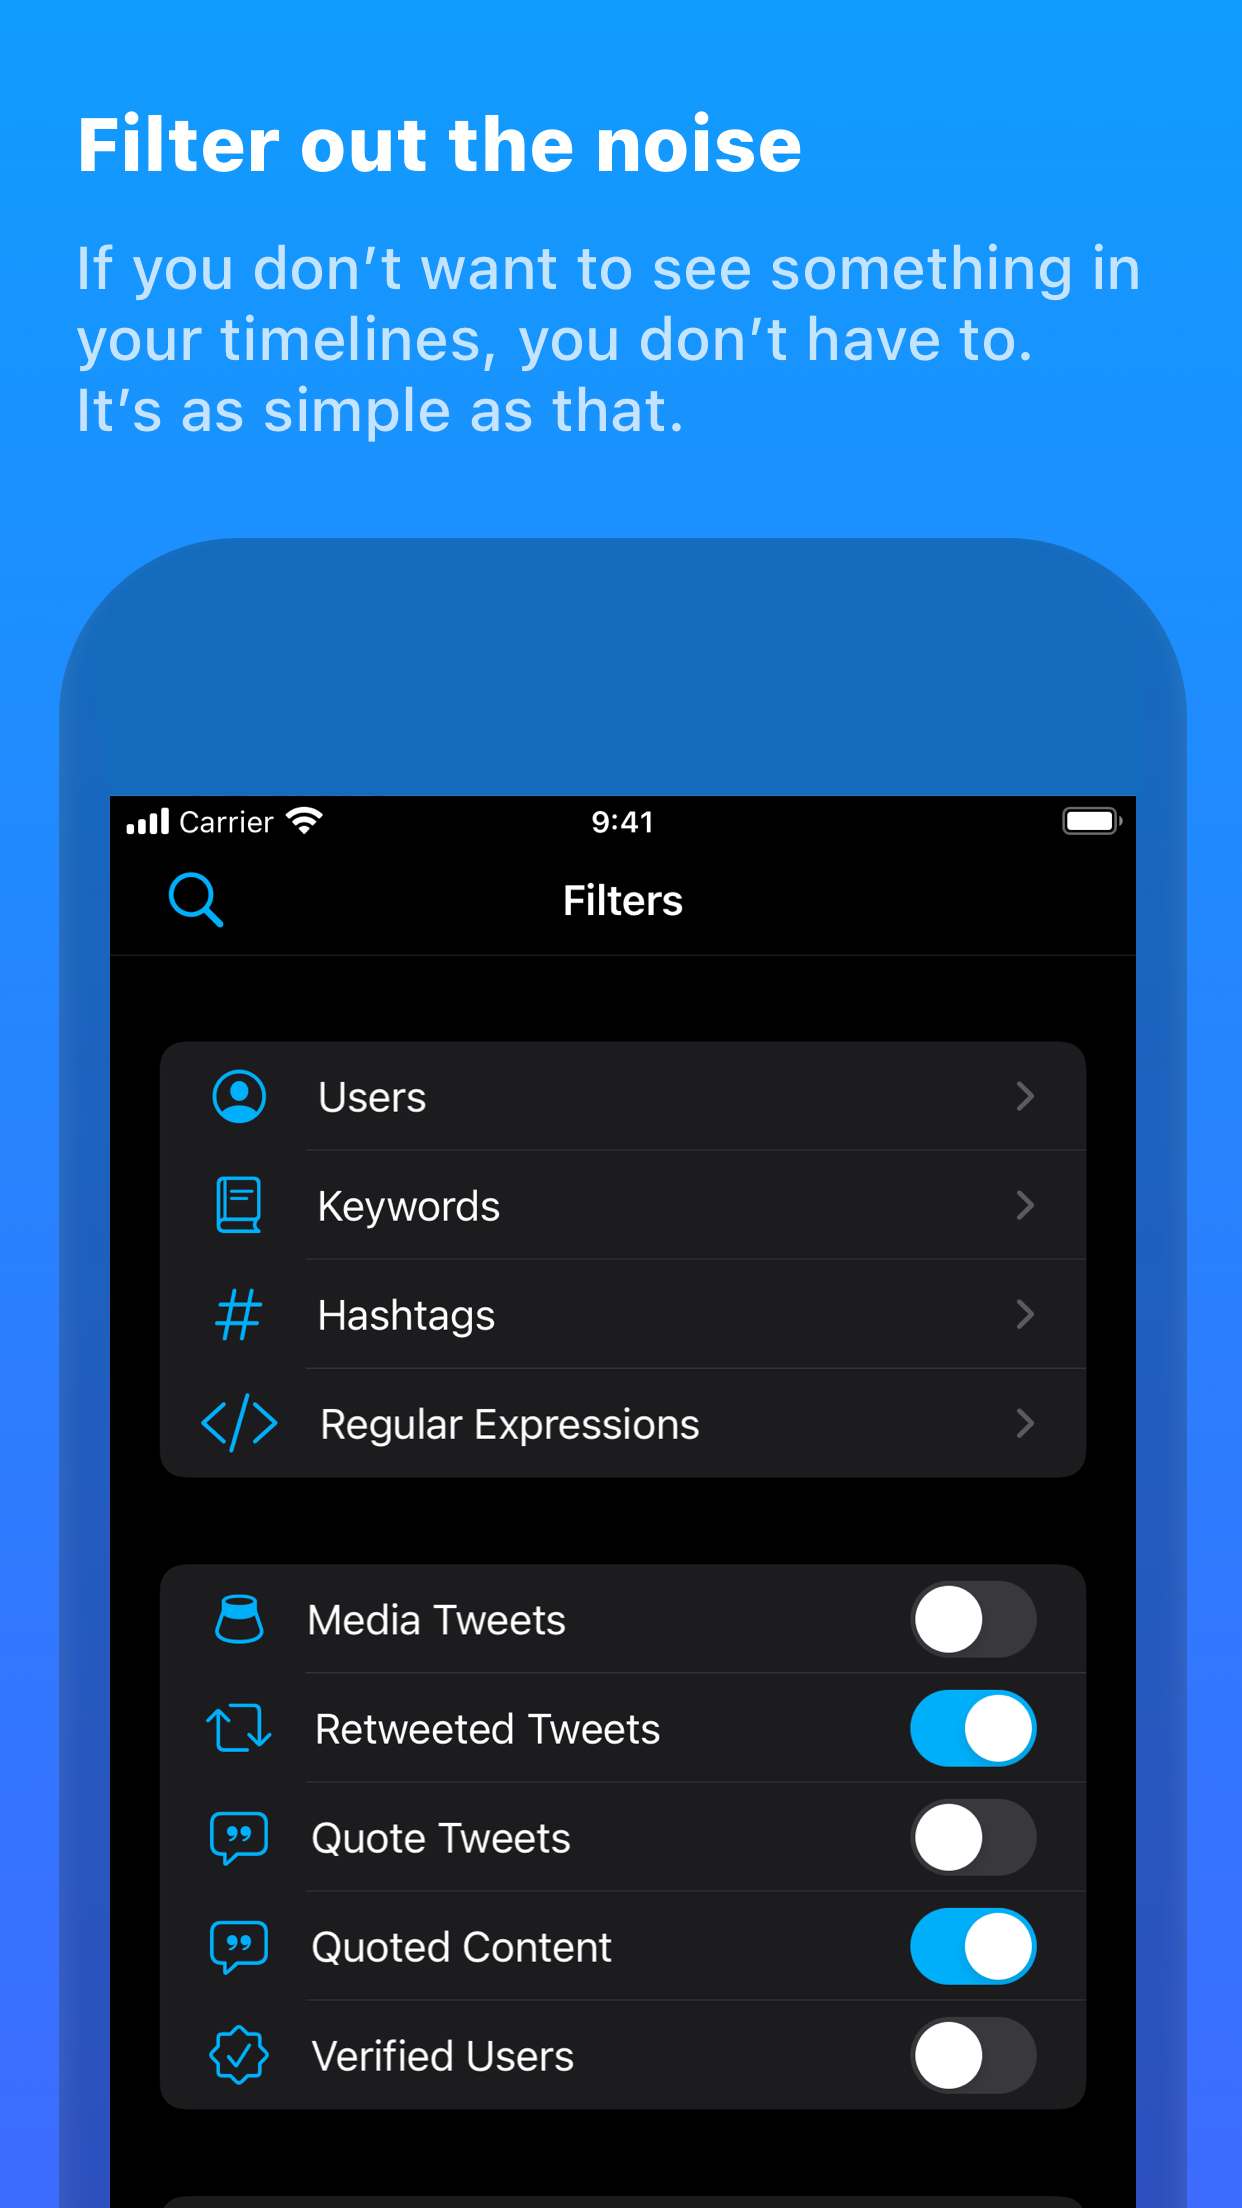 Filter out the noise
If you don’t want to see something in
your timelines, you don’t have to.
It’s as simple as that.
Carrier 9:41
Filters
Users
Keywords
Hashtags
Regular Expressions
Media Tweets
Retweeted Tweets
Quote Tweets
Quoted Content
Verified Users